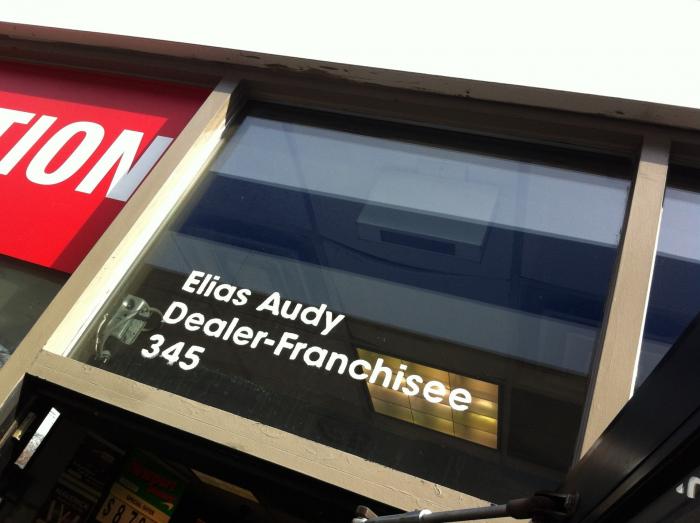 TION
Elias Audy
Dealer-Franchisee
345